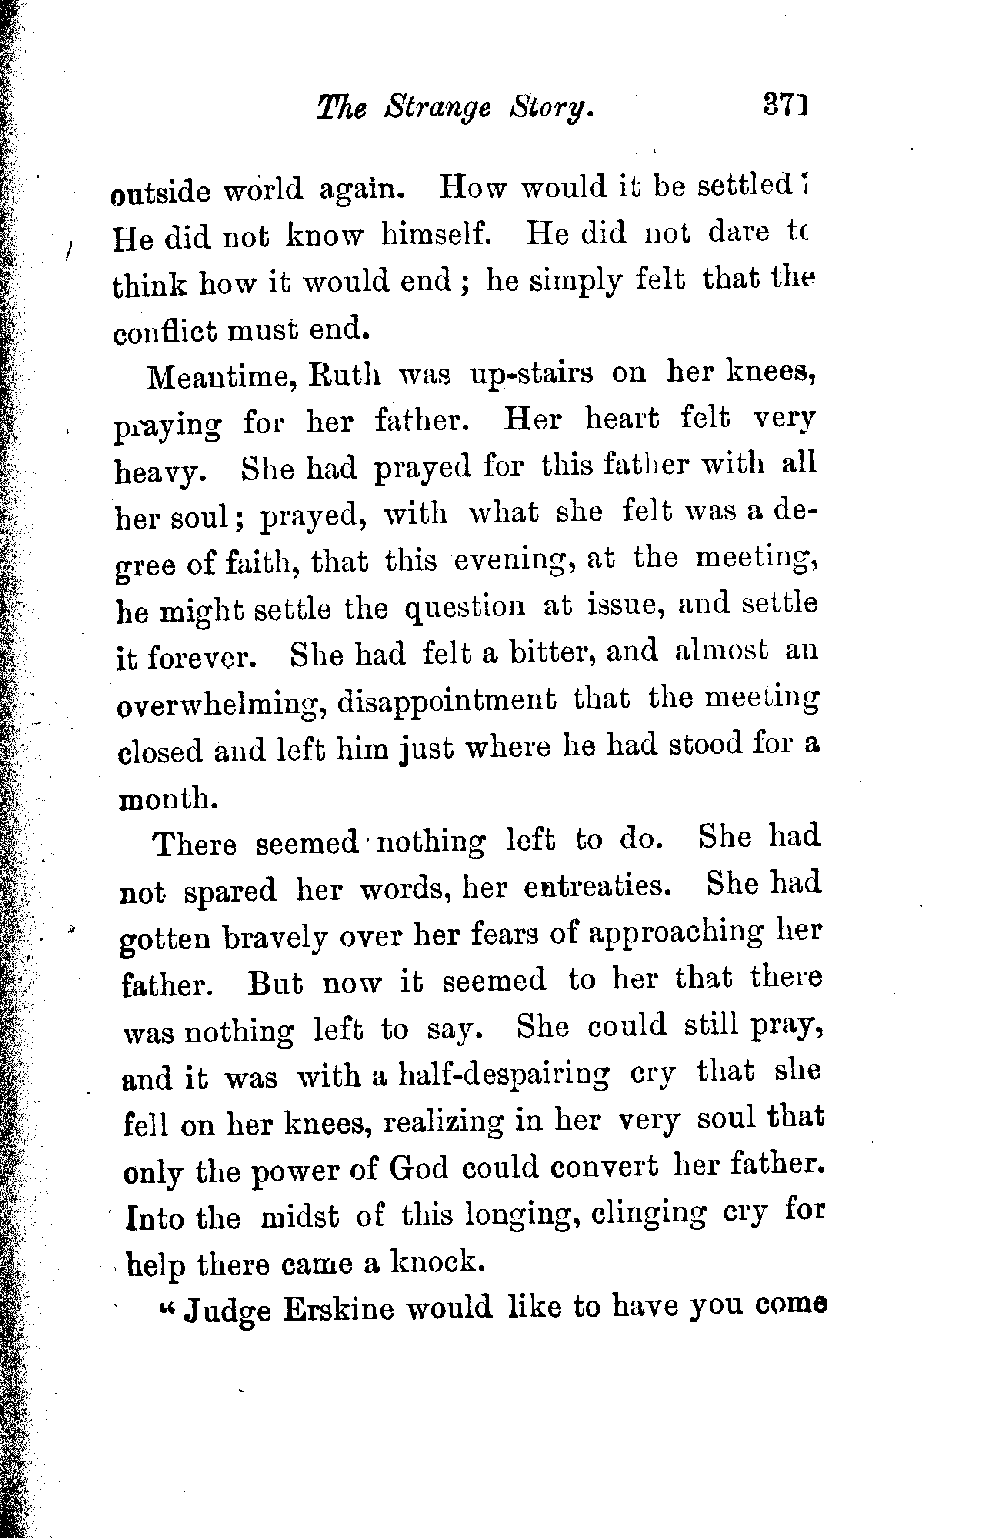 The Strange Story. 371
outside world again. How would it be settled?
He did not know himself. He did not dare to
think how it would end; he simply felt that the
conflict must end.
Meantime, Ruth was up-stairs on her knees,
praying for her father. Her heart felt very
heavy. She had prayed for this father with all
her soul; prayed, with what she felt was a de-
gree of faith, that this evening, at the meeting,
he might settle the question at issue, and settle
it forever. She had felt a bitter, and almost an
overwhelming, disappointment that the meeting
closed and left him just where he had stood for a
month.
There seemed nothing left to do. She had
not spared her words, her entreaties. She had
gotten bravely over her fears of approaching her
father. But now it seemed to her that there
was nothing left to say. She could still pray,
and it was with a half-despairing cry that she
fell on her knees, realizing in her very soul that
only the power of God could convert her father.
Into the midst of this longing, clinging cry for
help there came a knock.
"Judge Erskine would like to have you come